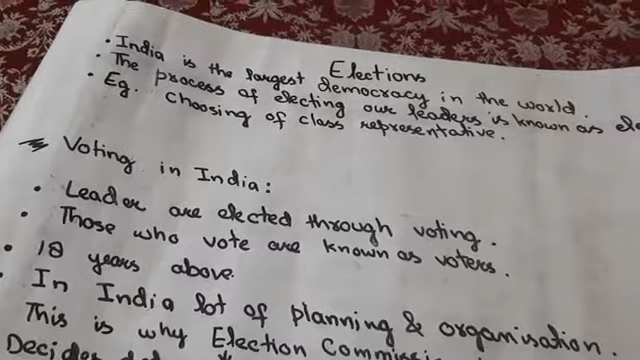 Elections
• India is the largest democracy in the world.
• The process of electing our leaders is known as
• Eg. Choosing of class representative.
Voting in India:
• Leader are elected through voting.
• Those who vote are known as voters.
• 18 years above.
• In India lot of planning & organisation.
This is why Election
Decides